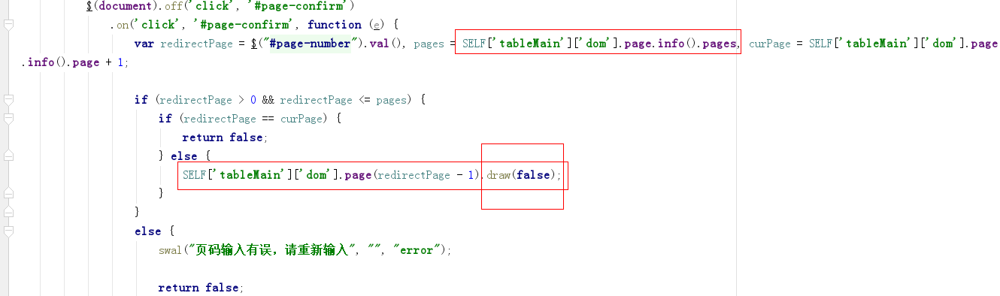 $(document).off('click', '#page-confirm')
.on('click', '#page-confirm', function (e) {
var redirectPage = $("#page-number").val(), pages = SELF['tableMain']['dom'].page.info().pages, curPage = SELF['tableMain']['dom'].page
.info().page + 1;
if (redirectPage > 0 && redirectPage <= pages) {
if (redirectPage == curPage) {
return false;
} else {
SELF['tableMain']['dom'].page(redirectPage - 1).draw(false);
}
}
else {
swal("页码输入有误，请重新输入", "", "error");
return false;